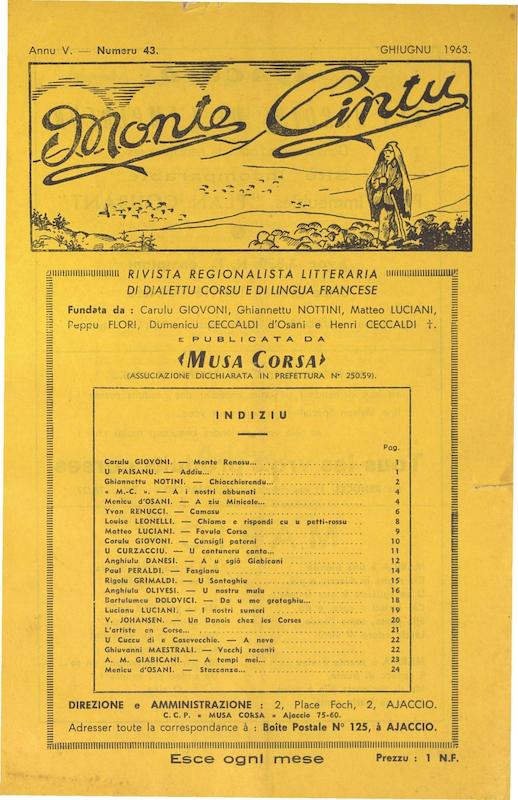 Annu V. — Numeru 43.
GHIUGNU 1963.
Monte Cintu
RIVISTA REGIONALISTA LITTERARIA
DI DIALETTU CORSU E DI LINGUA FRANCESE
Fundata da : Carulu GIOVONI, Ghiannettu NOTTINI, Matteo LUCIANI,
Peppu FLORI, Dumenicu CECCALDI d'Osani e Henri CECCALDI †.
E PUBLICATA DA
« MUSA CORSA »
(ASSUCIAZIONE DICCHIARATA IN PREFETTURA N° 250.59).
INDIZIU
Pag.
Carulu GIOVONI. — Monte Renosu... 1
U PAISANU. — Addiu... 1
Ghiannettu NOTINI. — Chiacchierendu... 2
« M.-C. ». — A i nostri abbunati 4
Menicu d'OSANI. — A ziu Minicale... 4
Yvan RENUCCI. — Camasu 6
Louise LEONELLI. — Chiama e rispondi cu u petti-rossu 8
Matteo LUCIANI. — Favula Corsa 9
Carulu GIOVONI. — Cunsigli paterni 10
U CURZACCIU. — U cantuneru canta... 11
Anghiulu DANESI. — A u sgiò Giabicani 12
Paul PERALDI. — Fasgianu 14
Rigolu GRIMALDI. — U Santaghiu 15
Anghiulu OLIVESI. — U nostru mulu 16
Bartulumeu DOLOVICI. — Da u me grataghiu... 18
Lucianu LUCIANI. — I nostri sumeri 19
V. JOHANSEN. — Un Danois chez les Corses 20
L'artiste en Corse... 21
U Cuccu di e Casevecchie. — A neve 22
Ghiuvanni MAESTRALI. — Vecchj raconti 22
A. M. GIABICANI. — A tempi mei... 23
Menicu d'OSANI. — Staccanza... 24
DIREZIONE e AMMINISTRAZIONE : 2, Place Foch, 2, AJACCIO.
C. C. P. « MUSA CORSA » Ajaccio 75-60.
Adresser toute la correspondance à : Boîte Postale N° 125, à AJACCIO.
Esce ogni mese
Prezzu : 1 N.F.